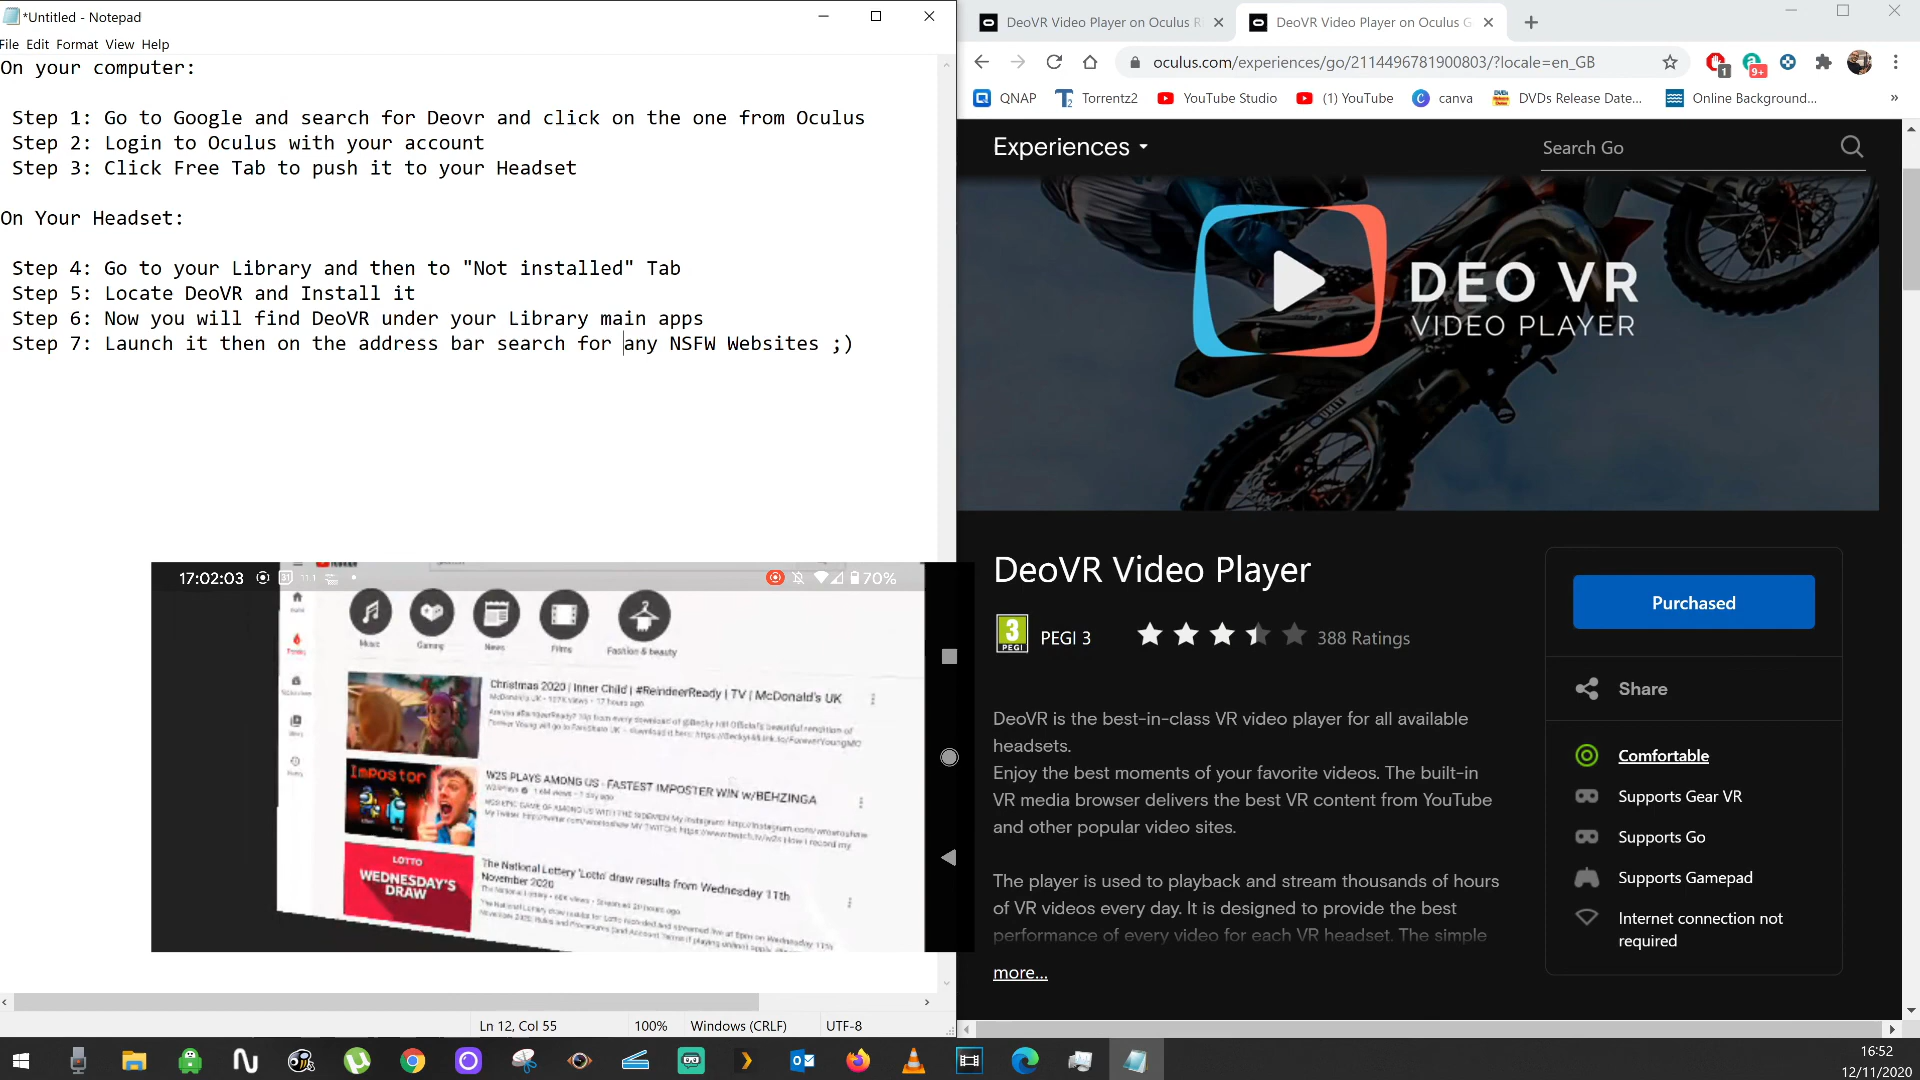 *Untitled - Notepad
File Edit Format View Help
On your computer:
Step 1: Go to Google and search for Deovr and click on the one from Oculus
Step 2: Login to Oculus with your account
Step 3: Click Free Tab to push it to your Headset
On Your Headset:
Step 4: Go to your Library and then to "Not installed" Tab
Step 5: Locate DeoVR and Install it
Step 6: Now you will find DeoVR under your Library main apps
Step 7: Launch it then on the address bar search for any NSFW Websites ;)
17:02:03
70%
Music
Gaming
News
Films
Fashion & beauty
Christmas 2020 | Inner Child | #ReindeerReady | TV | McDonald's UK
Impostor
W2S PLAYS AMONG US - FASTEST IMPOSTER WIN w/BEHZINGA
LOTTO
WEDNESDAY'S
DRAW
The National Lottery 'Lotto' draw results from Wednesday 11th
November 2020
Ln 12, Col 55
100%
Windows (CRLF)
UTF-8
DeoVR Video Player on Oculus R
DeoVR Video Player on Oculus G
oculus.com/experiences/go/2114496781900803/?locale=en_GB
1
9+
QNAP
Torrentz2
YouTube Studio
(1) YouTube
canva
DVDs Release Date...
Online Background...
»
Experiences
Search Go
DEO VR
VIDEO PLAYER
DeoVR Video Player
3
PEGI
PEGI 3
388 Ratings
DeoVR is the best-in-class VR video player for all available
headsets.
Enjoy the best moments of your favorite videos. The built-in
VR media browser delivers the best VR content from YouTube
and other popular video sites.
The player is used to playback and stream thousands of hours
of VR videos every day. It is designed to provide the best
performance of every video for each VR headset. The simple
more...
Purchased
Share
Comfortable
Supports Gear VR
Supports Go
Supports Gamepad
Internet connection not
required
16:52
12/11/2020